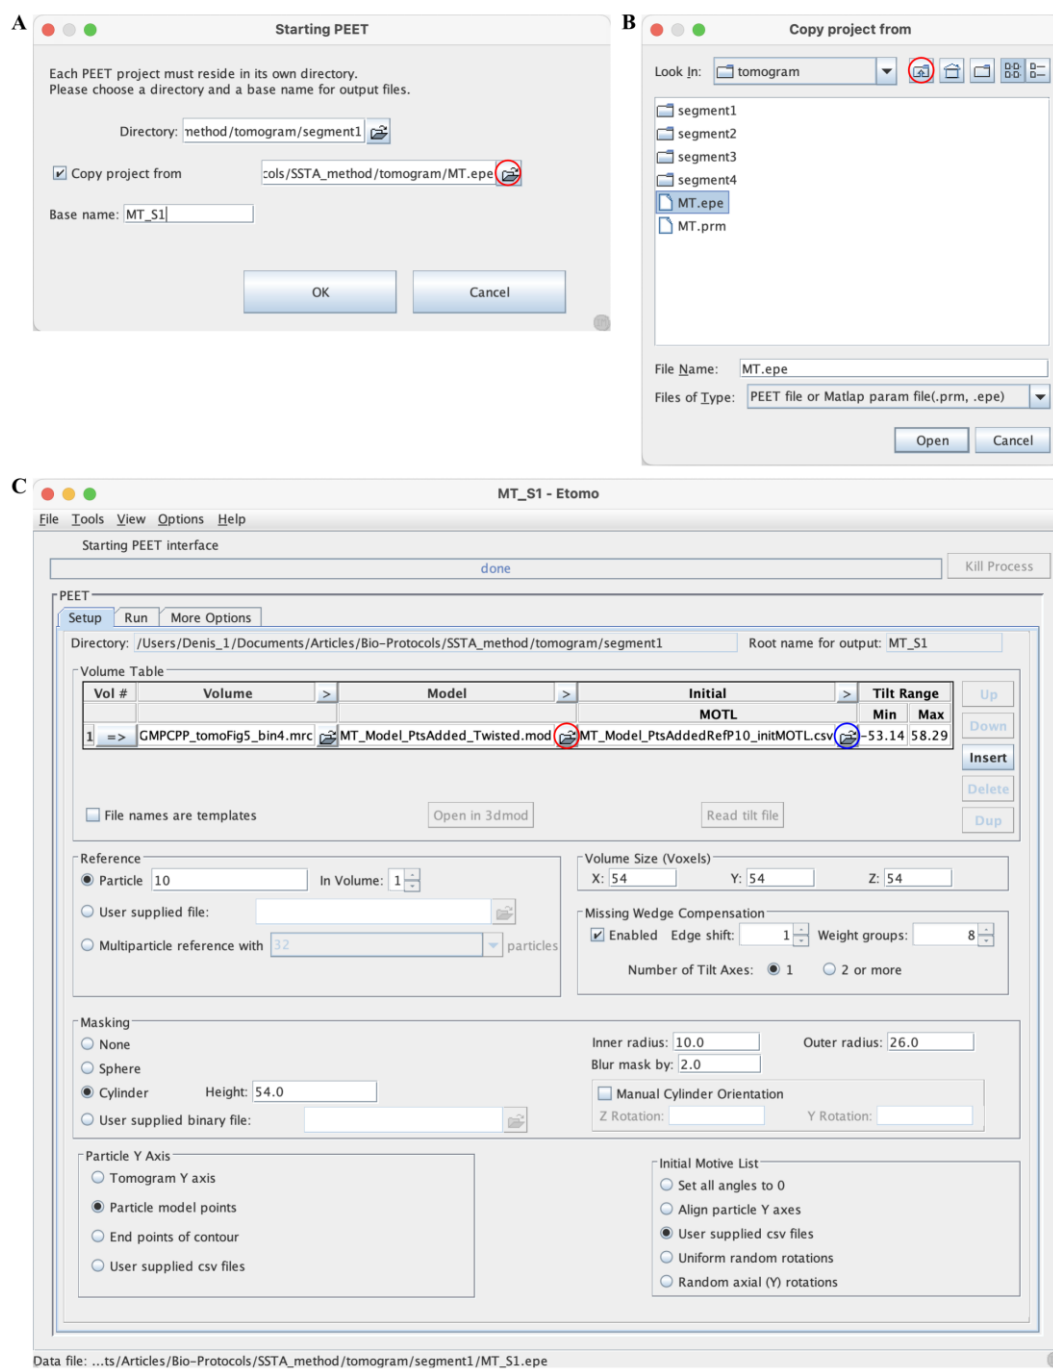 A
Starting PEET
Each PEET project must reside in its own directory.
Please choose a directory and a base name for output files.
Directory: nethod/tomogram/segment1
Copy project from cols/SSTA_method/tomogram/MT.epe
Base name: MT_S1
OK Cancel
B
Copy project from
Look In: tomogram
segment1
segment2
segment3
segment4
MT.epe
MT.prm
File Name: MT.epe
Files of Type: PEET file or Matlap param file(.prm, .epe)
Open Cancel
C
MT_S1 - Etomo
File Tools View Options Help
Starting PEET interface
done Kill Process
PEET
Setup Run More Options
Directory: /Users/Denis_1/Documents/Articles/Bio-Protocols/SSTA_method/tomogram/segment1 Root name for output: MT_S1
Volume Table
Vol # Volume > Model > Initial > Tilt Range Up
MOTL Min Max
Down
1 => GMPCPP_tomoFig5_bin4.mrc MT_Model_PtsAdded_Twisted.mod MT_Model_PtsAddedRefP10_initMOTL.csv -53.14 58.29
Insert
Delete
File names are templates Open in 3dmod Read tilt file Dup
Reference
Particle 10 In Volume: 1
User supplied file:
Multiparticle reference with 32 particles
Volume Size (Voxels)
X: 54 Y: 54 Z: 54
Missing Wedge Compensation
Enabled Edge shift: 1 Weight groups: 8
Number of Tilt Axes: 1 2 or more
Masking
None
Sphere
Cylinder Height: 54.0
User supplied binary file:
Inner radius: 10.0 Outer radius: 26.0
Blur mask by: 2.0
Manual Cylinder Orientation
Z Rotation: Y Rotation:
Particle Y Axis
Tomogram Y axis
Particle model points
End points of contour
User supplied csv files
Initial Motive List
Set all angles to 0
Align particle Y axes
User supplied csv files
Uniform random rotations
Random axial (Y) rotations
Data file: ...ts/Articles/Bio-Protocols/SSTA_method/tomogram/segment1/MT_S1.epe